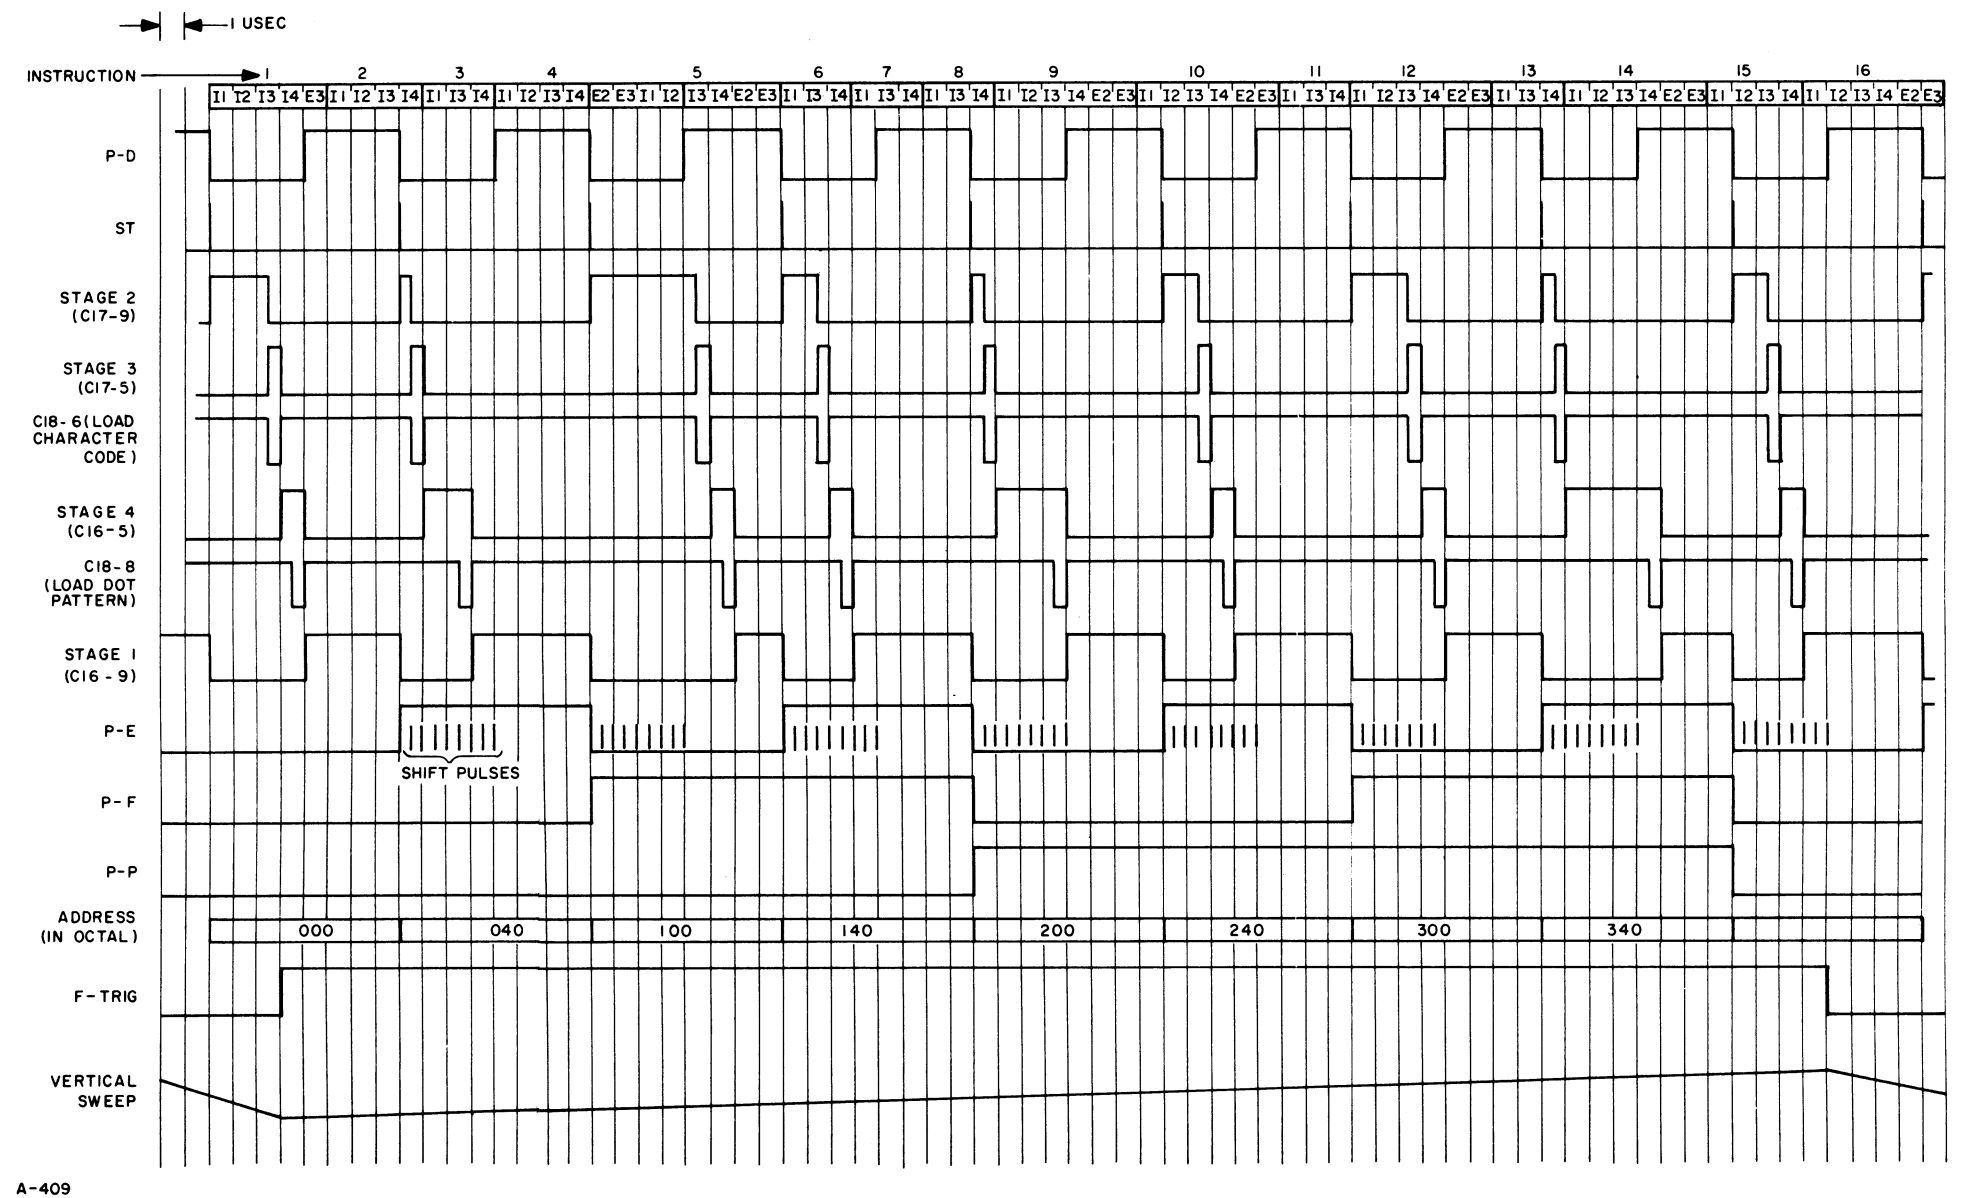 1 USEC
INSTRUCTION 1 2 3 4 5 6 7 8 9 10 11 12 13 14 15 16
I1 I2 I3 I4 E3 I1 I2 I3 I4 I1 I3 I4 I1 I2 I3 I4 E2 E3 I1 I2 I3 I4 E2 E3 I1 I3 I4 I1 I3 I4 I1 I3 I4 I1 I2 I3 I4 E2 E3 I1 I2 I3 I4 E2 E3 I1 I3 I4 I1 I2 I3 I4 E2 E3 I1 I3 I4 I1 I2 I3 I4 E2 E3 I1 I2 I3 I4 I1 I2 I3 I4 E2 E3
P-D
ST
STAGE 2
(C17-9)
STAGE 3
(C17-5)
C18-6(LOAD
CHARACTER
CODE)
STAGE 4
(C16-5)
C18-8
(LOAD DOT
PATTERN)
STAGE 1
(C16-9)
P-E
SHIFT PULSES
P-F
P-P
ADDRESS
(IN OCTAL)
000 040 100 140 200 240 300 340
F-TRIG
VERTICAL
SWEEP
A-409